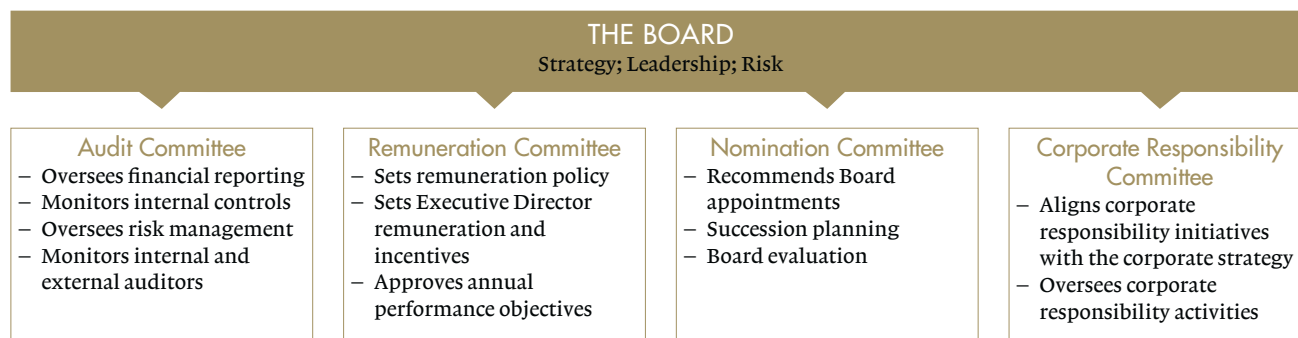 THE BOARD
Strategy; Leadership; Risk
Audit Committee
– Oversees financial reporting
– Monitors internal controls
– Oversees risk management
– Monitors internal and
external auditors
Remuneration Committee
– Sets remuneration policy
– Sets Executive Director
remuneration and
incentives
– Approves annual
performance objectives
Nomination Committee
– Recommends Board
appointments
– Succession planning
– Board evaluation
Corporate Responsibility
Committee
– Aligns corporate
responsibility initiatives
with the corporate strategy
– Oversees corporate
responsibility activities